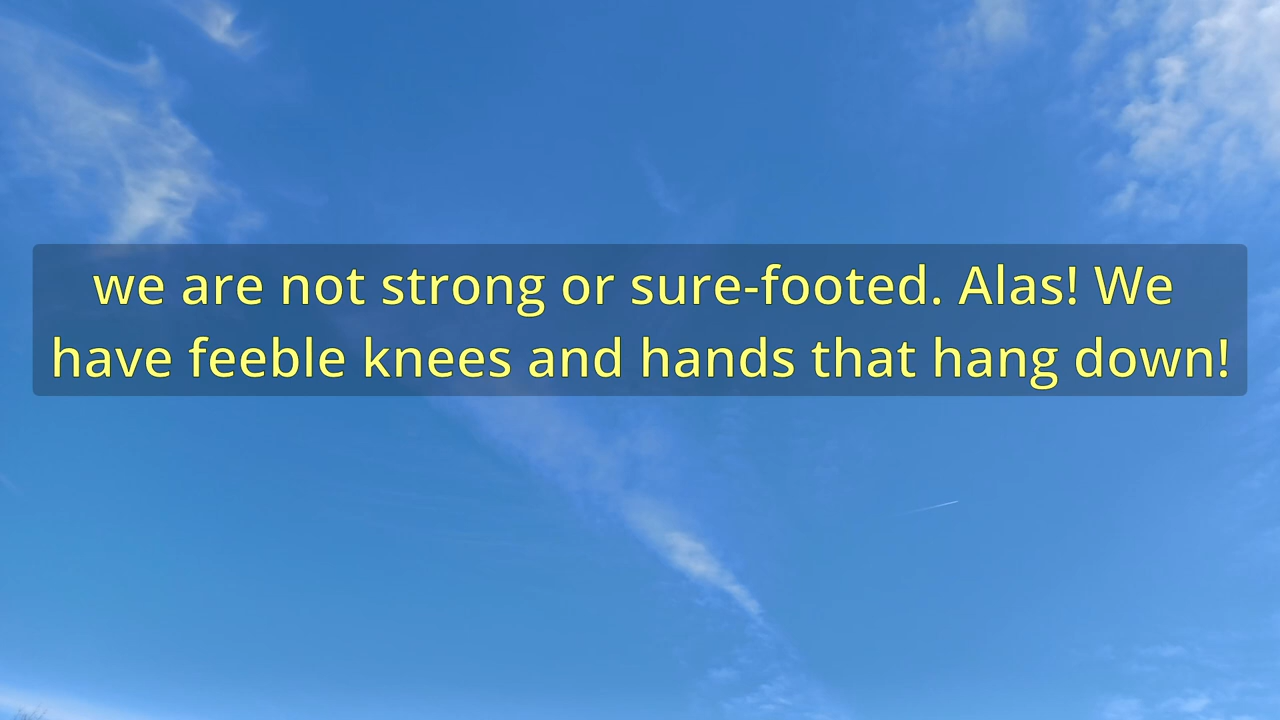 we are not strong or sure-footed. Alas! We
have feeble knees and hands that hang down!